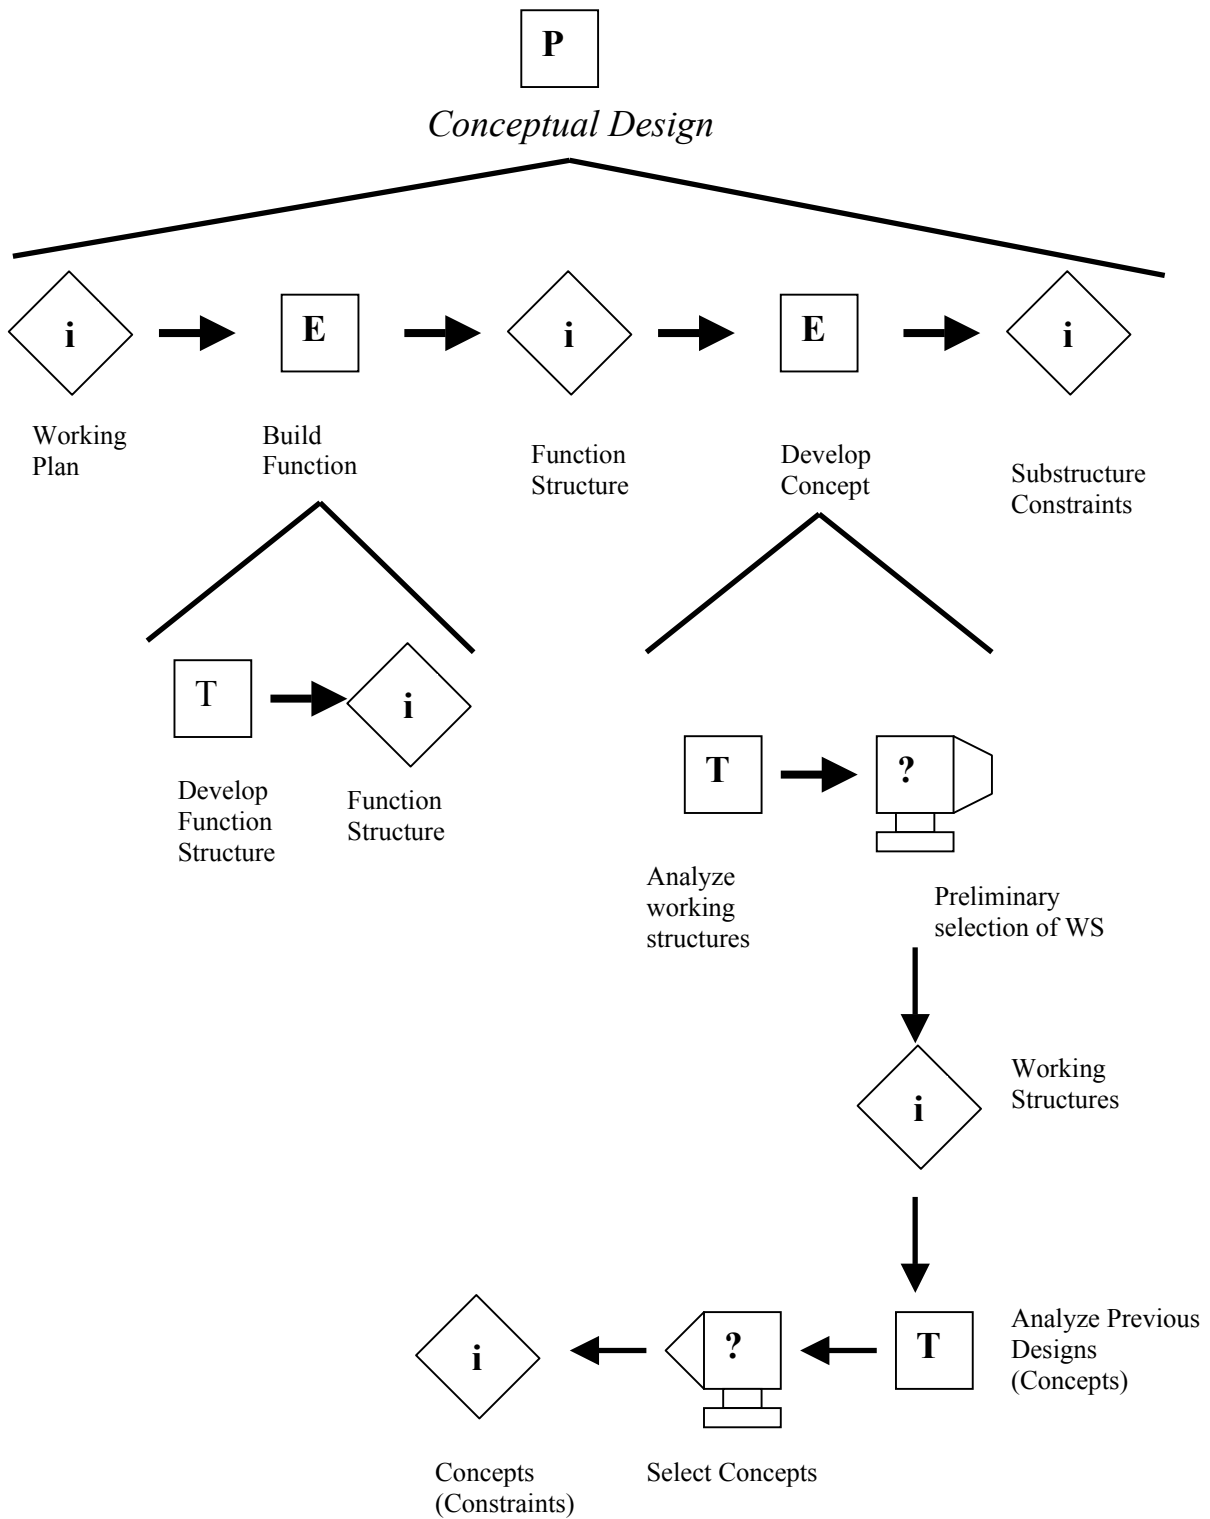 P
Conceptual Design
i
E
i
E
i
Working
Plan
Build
Function
Function
Structure
Develop
Concept
Substructure
Constraints
T
i
Develop
Function
Structure
Function
Structure
T
?
Analyze
working
structures
Preliminary
selection of WS
i
Working
Structures
i
?
T
Analyze Previous
Designs
(Concepts)
Concepts
(Constraints)
Select Concepts